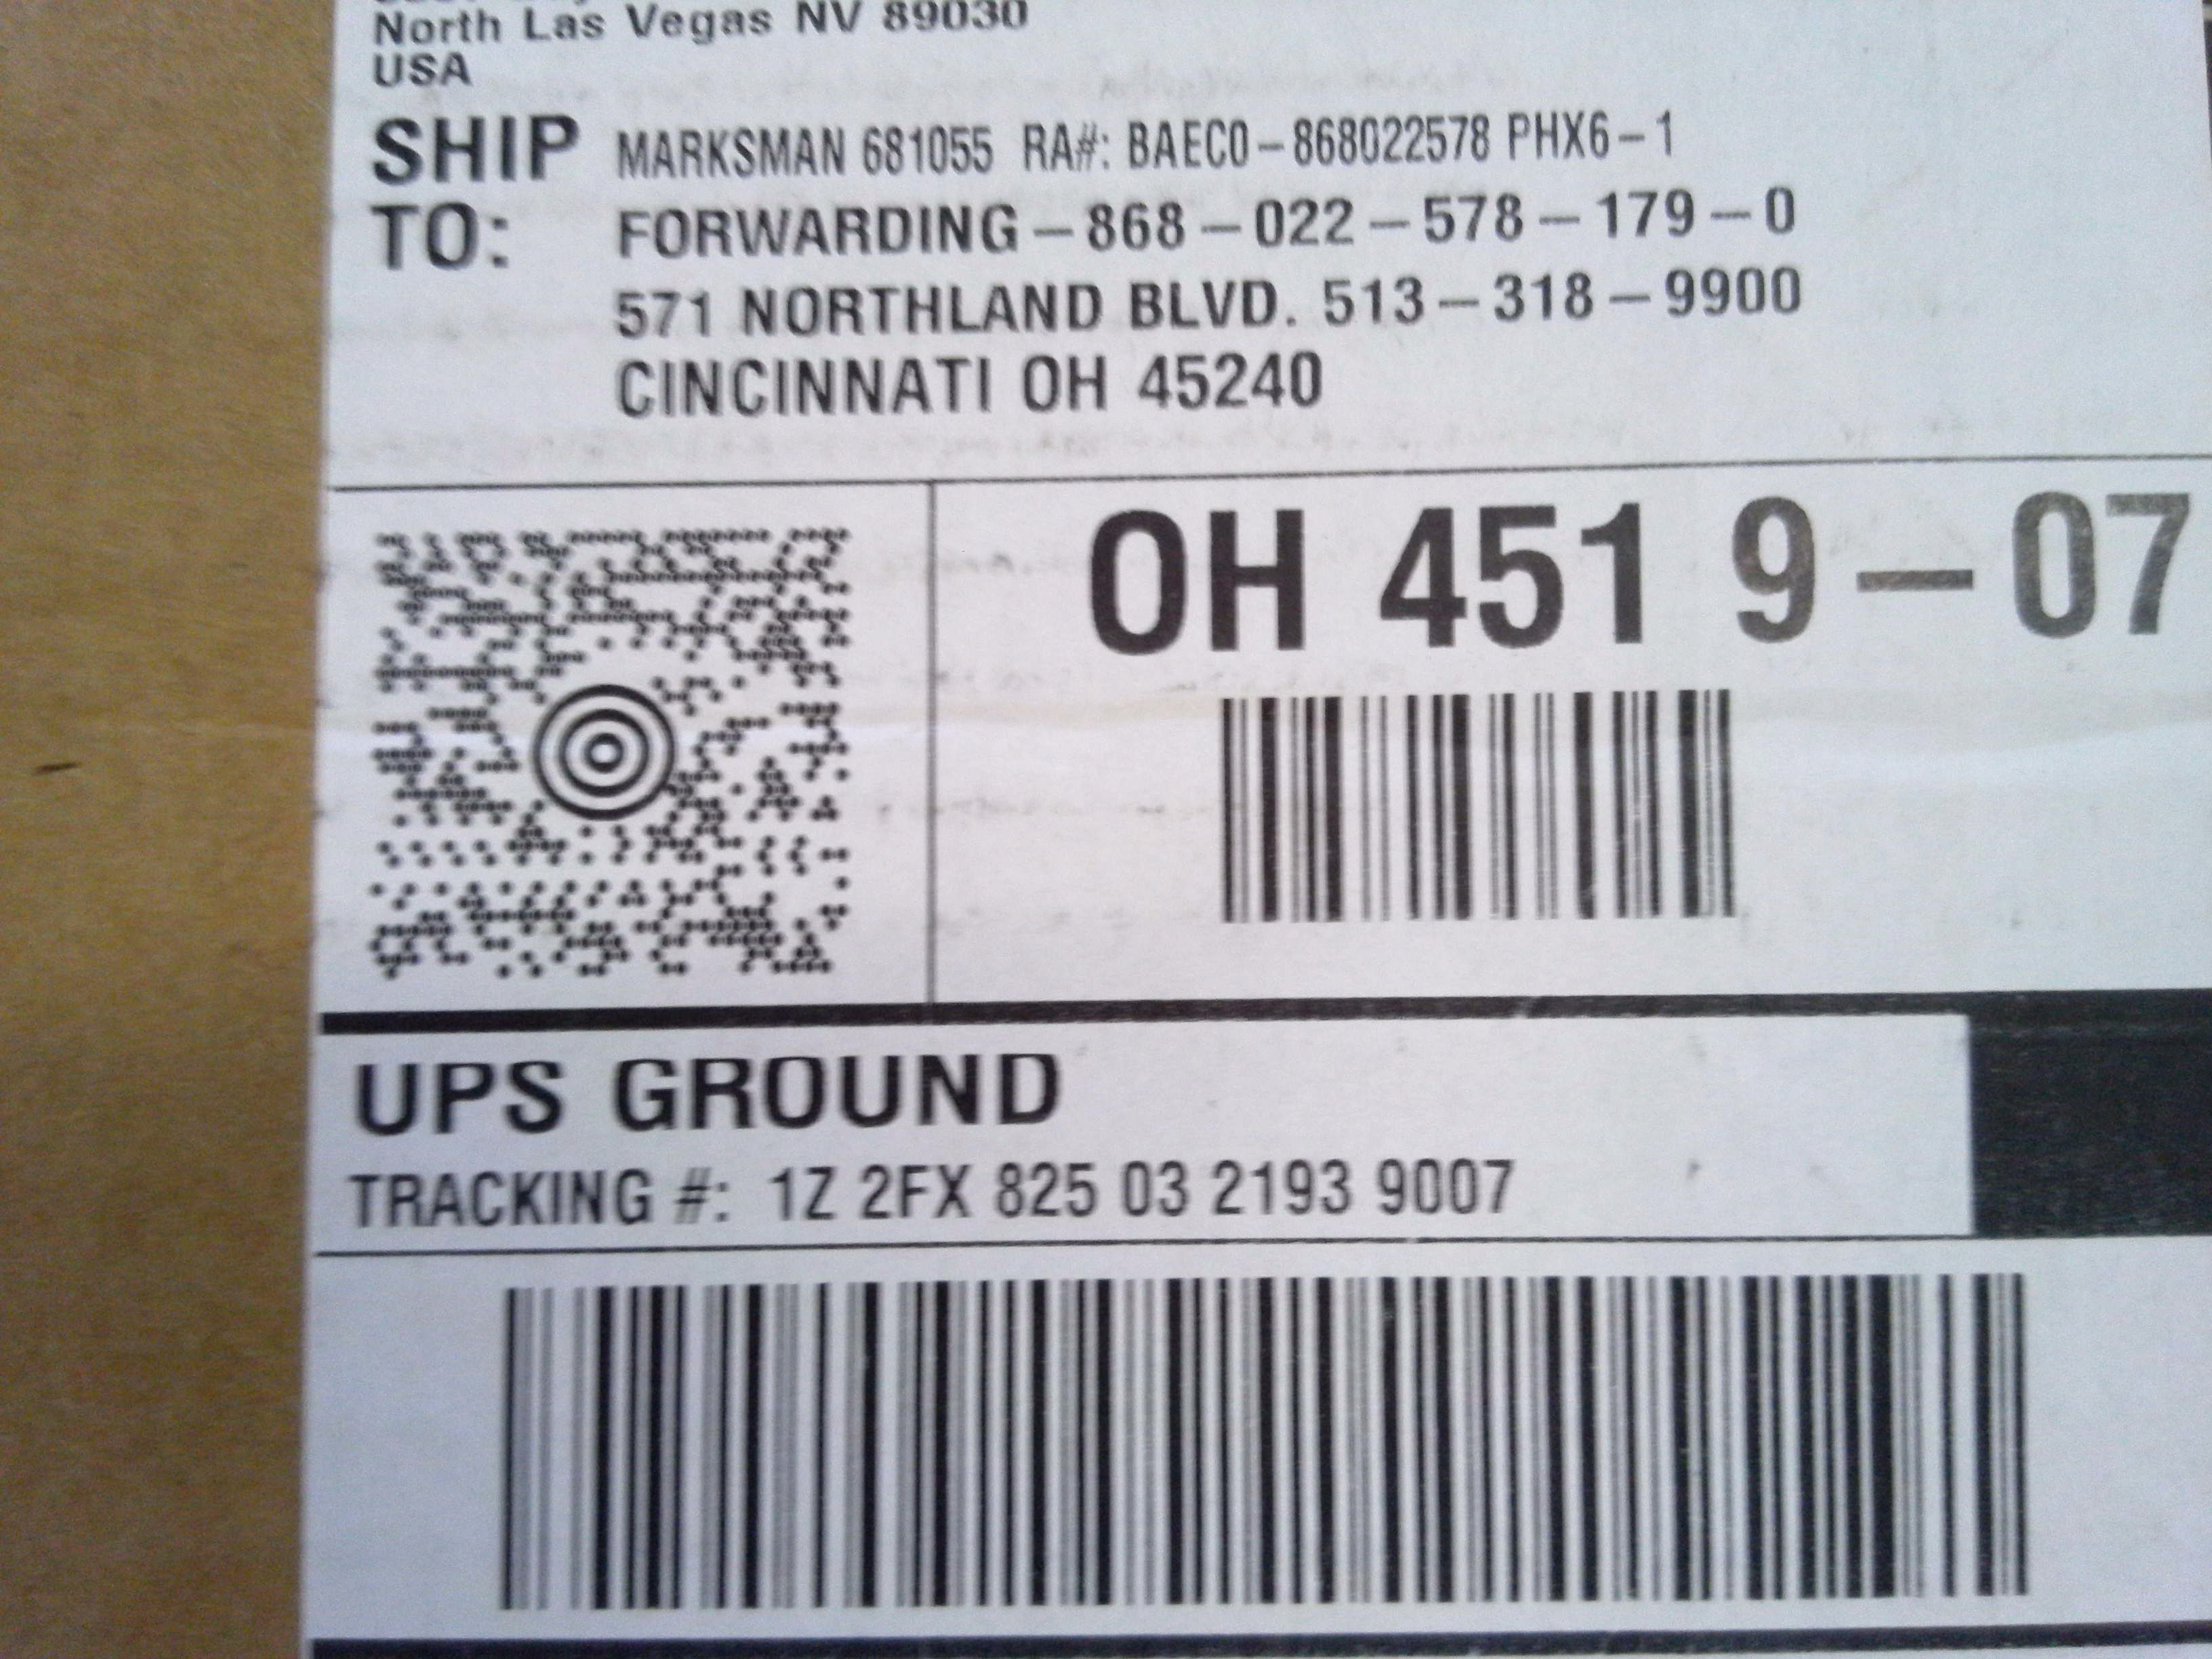 North Las Vegas NV 89030
USA
SHIP TO: MARKSMAN 681055 RA#: BAEC0-868022578 PHX6-1
FORWARDING-868-022-578-179-0
571 NORTHLAND BLVD. 513-318-9900
CINCINNATI OH 45240
OH 451 9-07
UPS GROUND
TRACKING #: 1Z 2FX 825 03 2193 9007